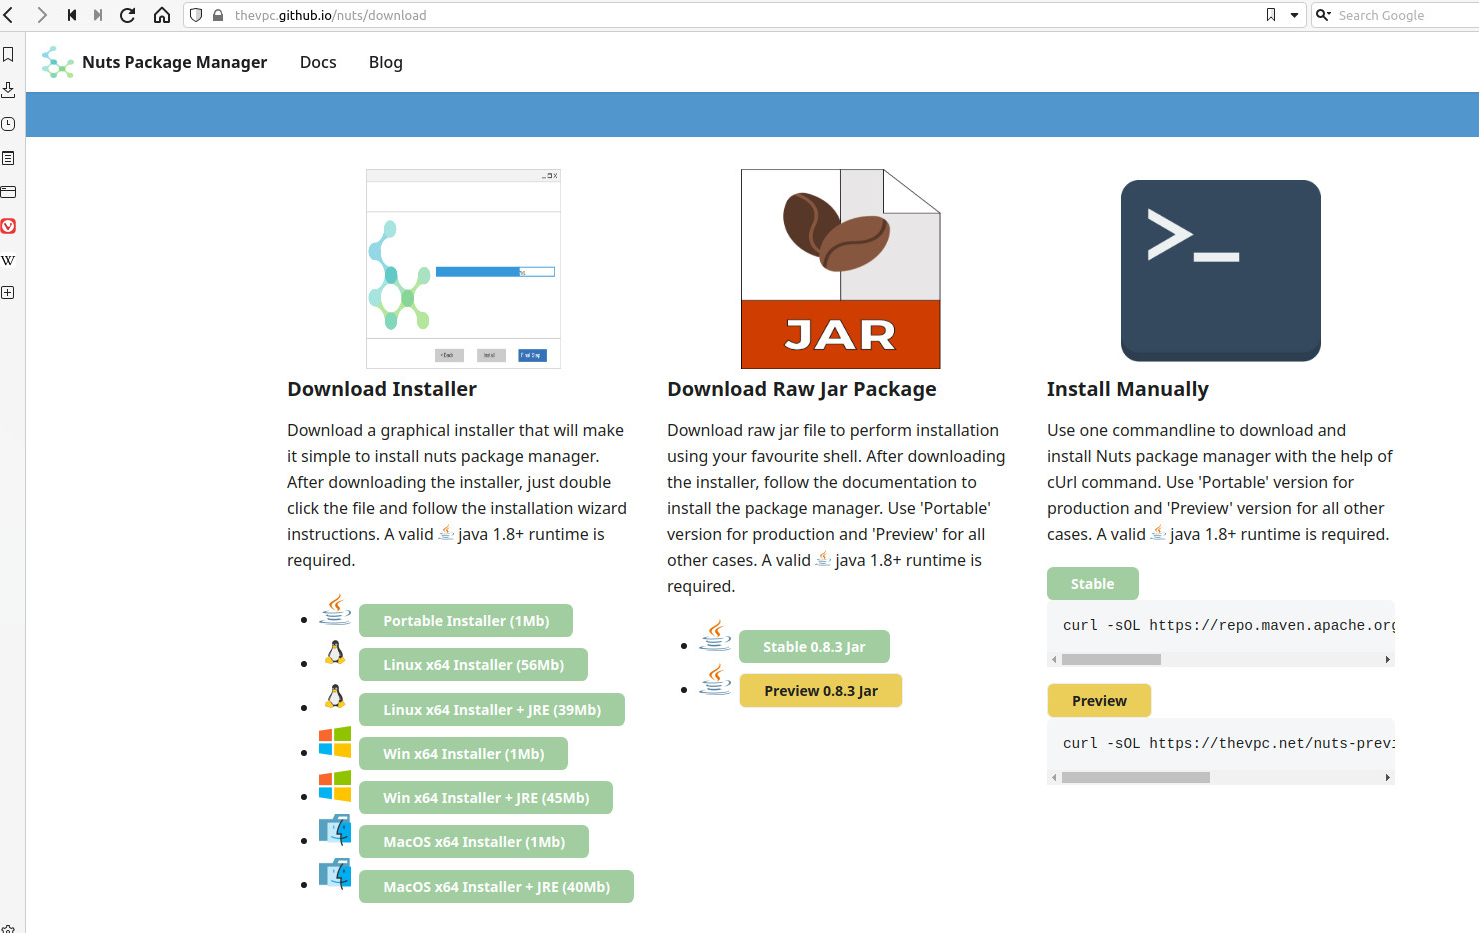 thevpc.github.io/nuts/download
Search Google
Nuts Package Manager
Docs
Blog
W
JAR
>_
Download Installer
Download a graphical installer that will make
it simple to install nuts package manager.
After downloading the installer, just double
click the file and follow the installation wizard
instructions. A valid java 1.8+ runtime is
required.
Portable Installer (1Mb)
Linux x64 Installer (56Mb)
Linux x64 Installer + JRE (39Mb)
Win x64 Installer (1Mb)
Win x64 Installer + JRE (45Mb)
MacOS x64 Installer (1Mb)
MacOS x64 Installer + JRE (40Mb)
Download Raw Jar Package
Download raw jar file to perform installation
using your favourite shell. After downloading
the installer, follow the documentation to
install the package manager. Use 'Portable'
version for production and 'Preview' for all
other cases. A valid java 1.8+ runtime is
required.
Stable 0.8.3 Jar
Preview 0.8.3 Jar
Install Manually
Use one commandline to download and
install Nuts package manager with the help of
cUrl command. Use 'Portable' version for
production and 'Preview' version for all other
cases. A valid java 1.8+ runtime is required.
Stable
curl -sOL https://repo.maven.apache.org
Preview
curl -sOL https://thevpc.net/nuts-previ